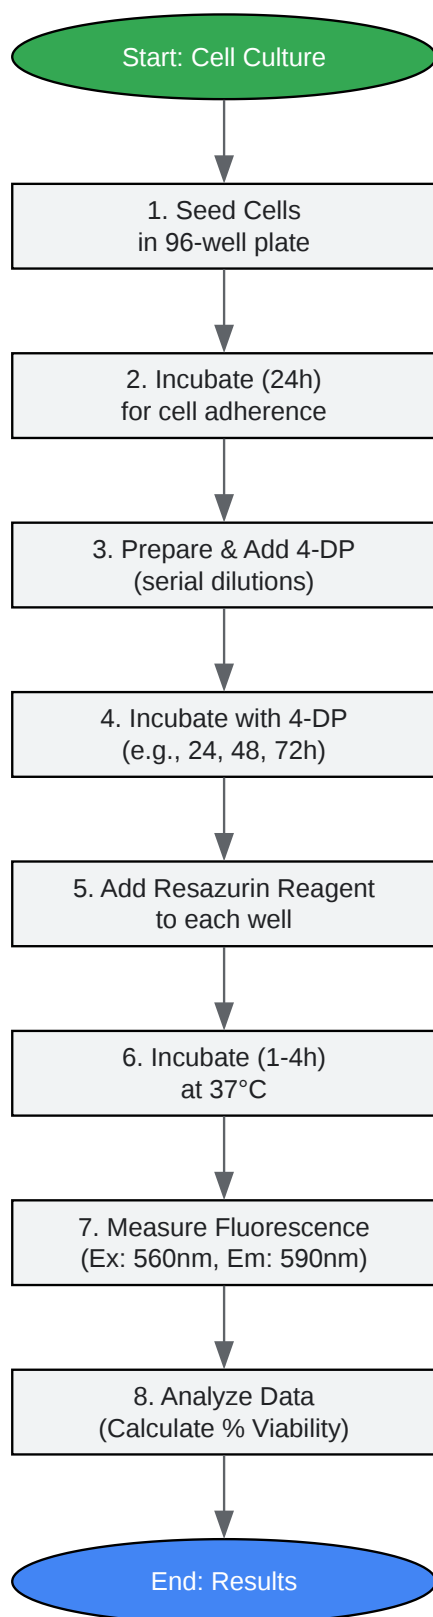 Start: Cell Culture
1. Seed Cells
in 96-well plate
2. Incubate (24h)
for cell adherence
3. Prepare & Add 4-DP
(serial dilutions)
4. Incubate with 4-DP
(e.g., 24, 48, 72h)
5. Add Resazurin Reagent
to each well
6. Incubate (1-4h)
at 37°C
7. Measure Fluorescence
(Ex: 560nm, Em: 590nm)
8. Analyze Data
(Calculate % Viability)
End: Results